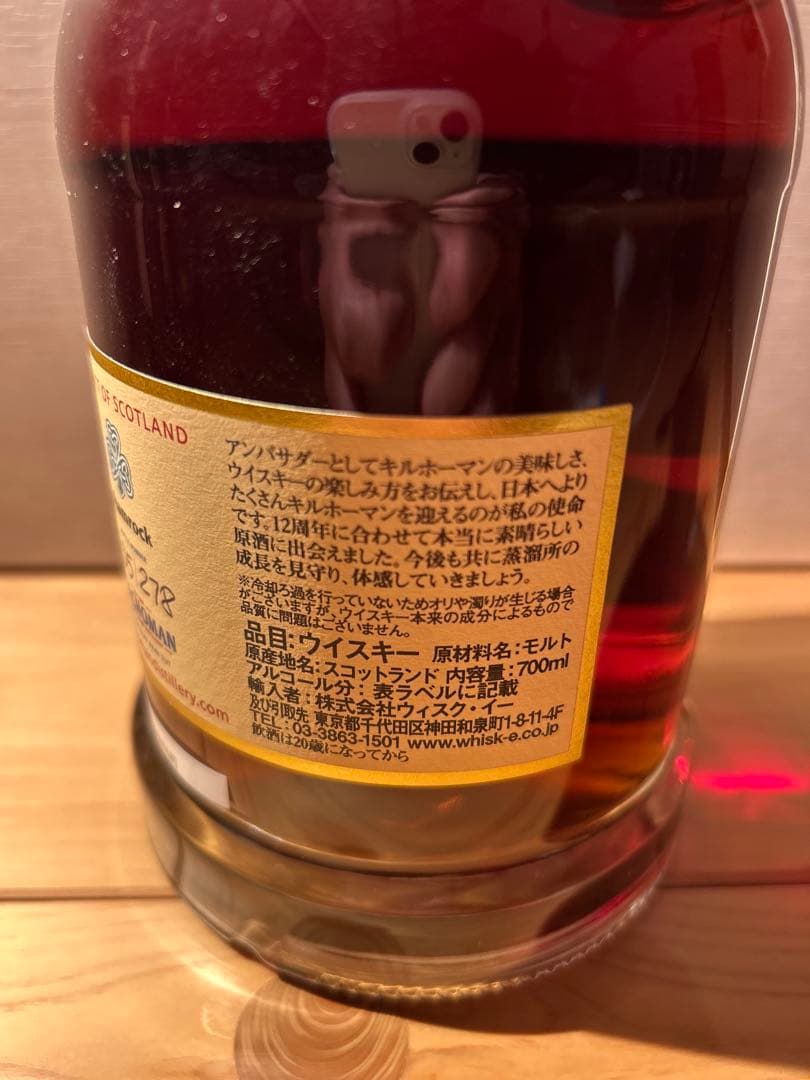 OF SCOTLAND
rock
278
MAN
distillery.com
アンバサダーとしてキルホーマンの美味しさ、
ウイスキーの楽しみ方をお伝えし、日本へより
たくさんキルホーマンを迎えるのが私の使命
です。12周年に合わせて本当に素晴らしい
原酒に出会えました。今後も共に蒸溜所の
成長を見守り、体感していきましょう。
※冷却ろ過を行っていないためオリや濁りが生じる場合
がございますが、ウイスキー本来の成分によるもので
品質に問題はございません。
品目：ウイスキー 原材料名：モルト
原産地名：スコットランド 内容量：700ml
アルコール分：表ラベルに記載
輸入者：株式会社ウィスク・イー
及び引取先 東京都千代田区神田和泉町1-8-11-4F
TEL：03-3863-1501 www.whisk-e.co.jp
飲酒は20歳になってから